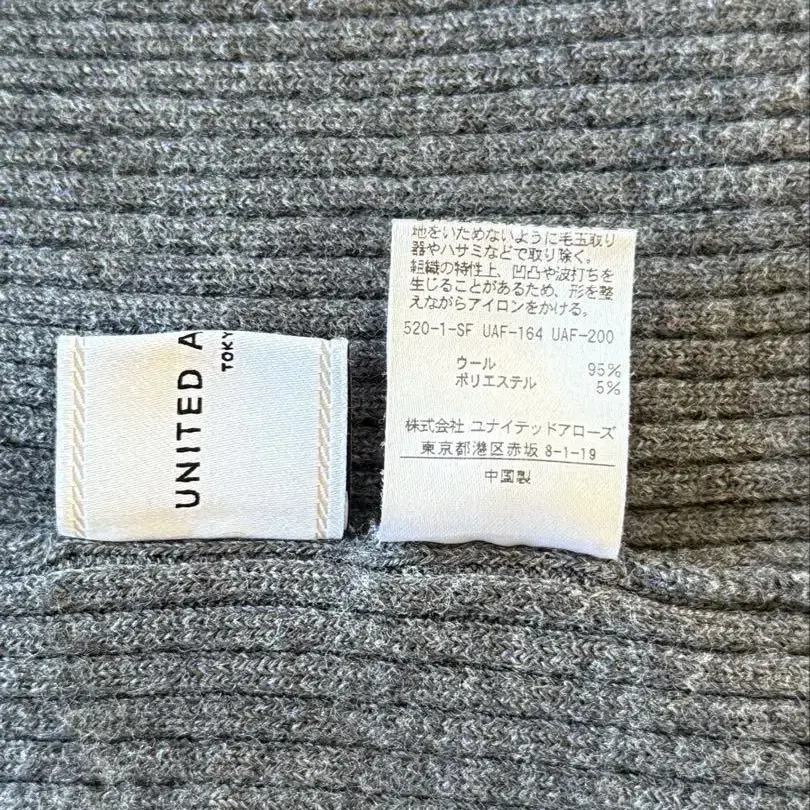 UNITED A
TOKY
地をいためないように毛玉取り
器やハサミなどで取り除く。
組織の特性上、凹凸や波打ちを
生じることがあるため、形を整
えながらアイロンをかける。
520-1-SF UAF-164 UAF-200
ウール 95%
ポリエステル 5%
株式会社 ユナイテッドアローズ
東京都港区赤坂 8-1-19
中国製